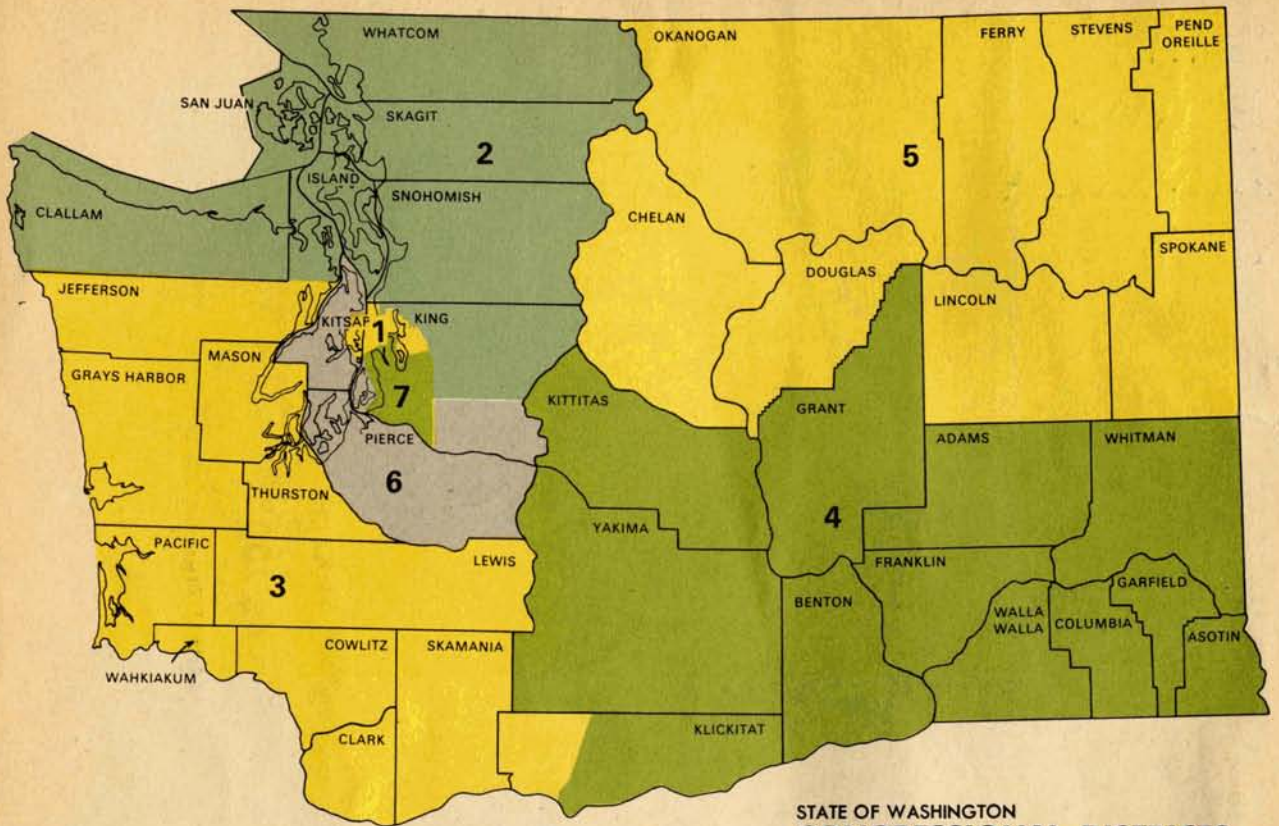 WHATCOM
OKANOGAN
FERRY
STEVENS
PEND
OREILLE
SAN JUAN
SKAGIT
2
5
ISLAND
SNOHOMISH
CLALLAM
CHELAN
SPOKANE
DOUGLAS
JEFFERSON
LINCOLN
KITSAP
1
KING
MASON
GRAYS HARBOR
7
KITTITAS
GRANT
PIERCE
ADAMS
WHITMAN
6
THURSTON
4
YAKIMA
PACIFIC
LEWIS
FRANKLIN
3
GARFIELD
BENTON
WALLA
WALLA
COLUMBIA
ASOTIN
COWLITZ
SKAMANIA
WAHKIAKUM
KLICKITAT
CLARK
STATE OF WASHINGTON